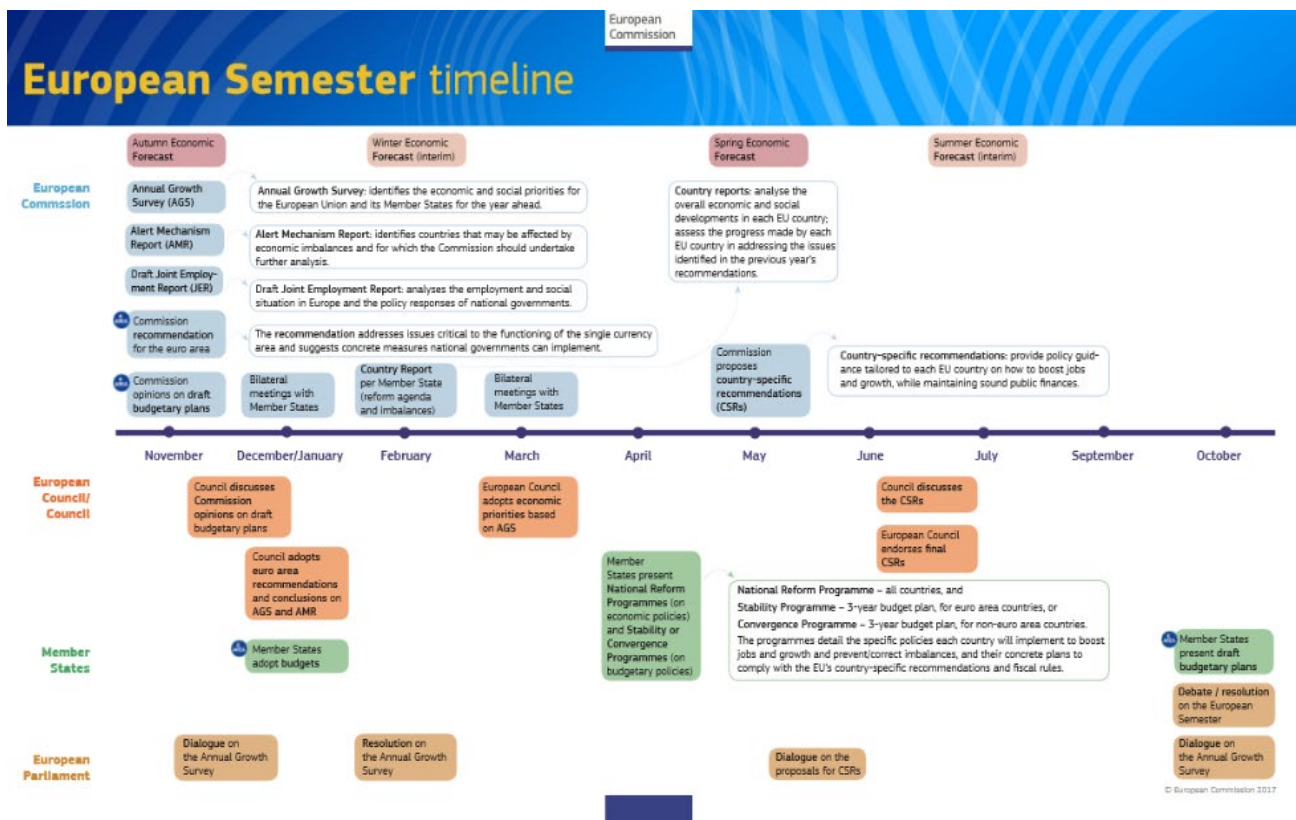 European
Commission
European Semester timeline
Autumn Economic
Forecast
Winter Economic
Forecast (interim)
Spring Economic
Forecast
Summer Economic
Forecast (interim)
European
Commssion
Annual Growth
Survey (AGS)
Annual Growth Survey: identifies the economic and social priorities for
the European Union and its Member States for the year ahead.
Alert Mechanism
Report (AMR)
Alert Mechanism Report: identifies countries that may be affected by
economic imbalances and for which the Commission should undertake
further analysis.
Draft Joint Employ-
ment Report (JER)
Draft Joint Employment Report: analyses the employment and social
situation in Europe and the policy responses of national governments.
Country reports: analyse the
overall economic and social
developments in each EU country;
assess the progress made by each
EU country in addressing the issues
identified in the previous year's
recommendations.
Commission
recommendation
for the euro area
The recommendation addresses issues critical to the functioning of the single currency
area and suggests concrete measures national governments can implement.
Commission
opinions on draft
budgetary plans
Bilateral
meetings with
Member States
Country Report
per Member State
(reform agenda
and imbalances)
Bilateral
meetings with
Member States
Commission
proposes
country-specific
recommendations
(CSRs)
Country-specific recommendations: provide policy guid-
ance tailored to each EU country on how to boost jobs
and growth, while maintaining sound public finances.
November
December/January
February
March
April
May
June
July
September
October
European
Council/
Council
Council discusses
Commission
opinions on draft
budgetary plans
European Council
adopts economic
priorities based
on AGS
Council discusses
the CSRs
European Council
endorses final
CSRs
Council adopts
euro area
recommendations
and conclusions on
AGS and AMR
Member
States
Member States
adopt budgets
Member
States present
National Reform
Programmes (on
economic policies)
and Stability or
Convergence
Programmes (on
budgetary policies)
National Reform Programme – all countries, and
Stability Programme – 3-year budget plan, for euro area countries, or
Convergence Programme – 3-year budget plan, for non-euro area countries.
The programmes detail the specific policies each country will implement to boost
jobs and growth and prevent/correct imbalances, and their concrete plans to
comply with the EU's country-specific recommendations and fiscal rules.
Member States
present draft
budgetary plans
Debate / resolution
on the European
Semester
European
Parliament
Dialogue on
the Annual Growth
Survey
Resolution on
the Annual Growth
Survey
Dialogue on the
proposals for CSRs
Dialogue on
the Annual Growth
Survey
© European Commission 2017